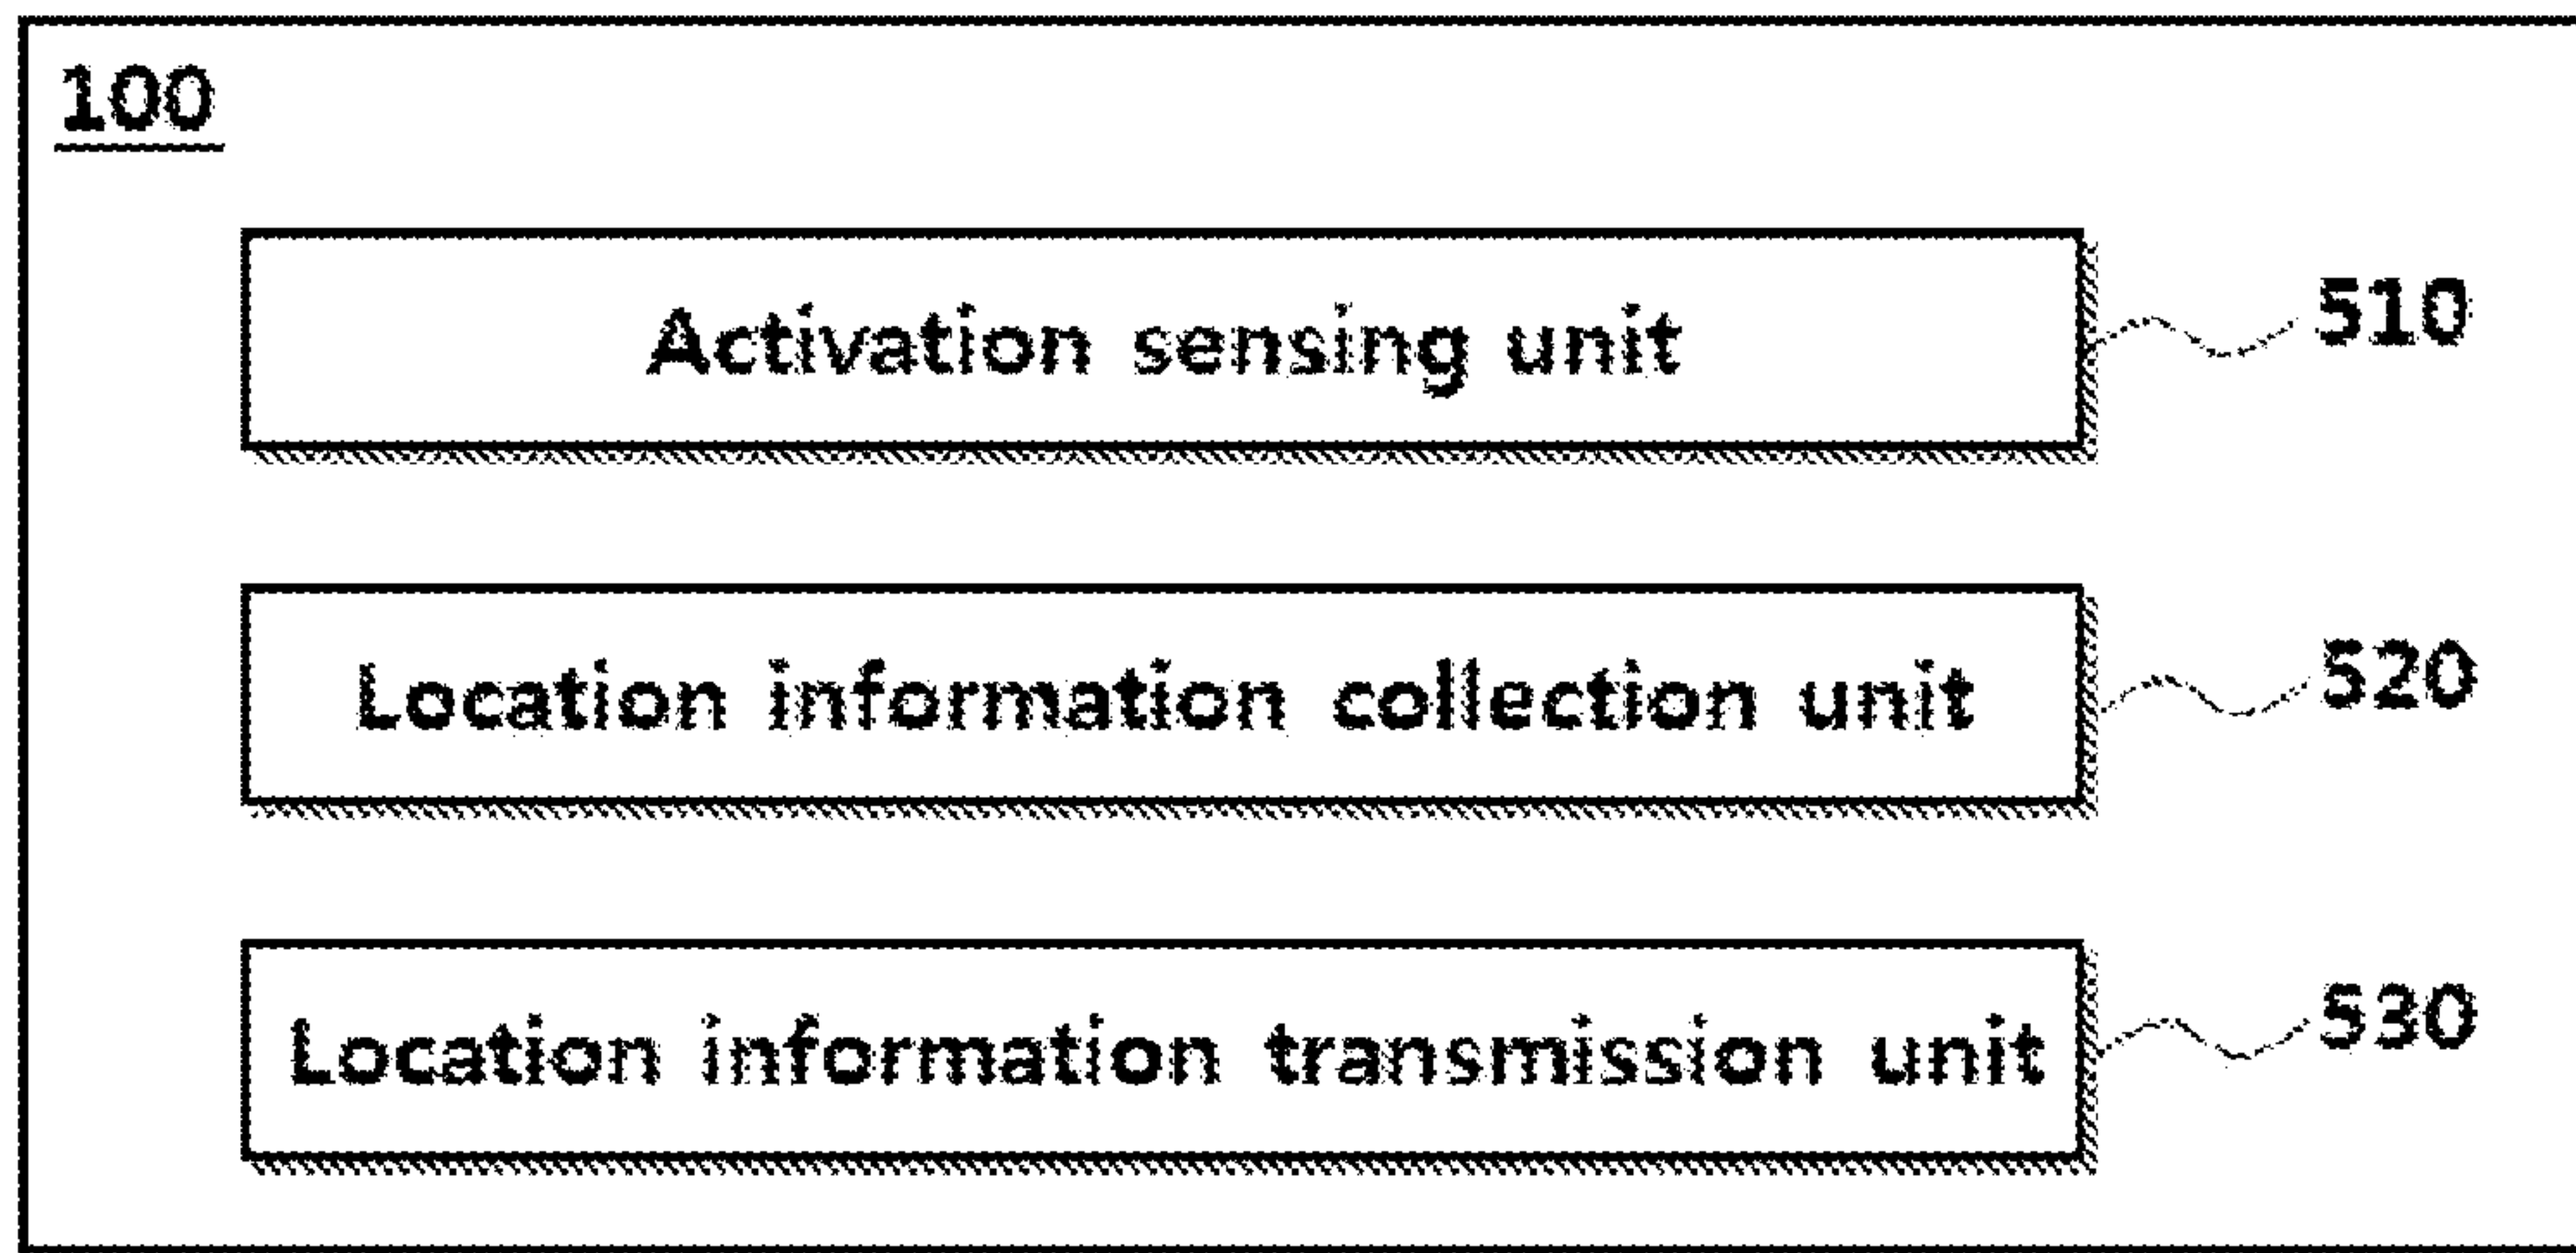 100
Activation sensing unit
510
Location information collection unit
520
Location information transmission unit
530